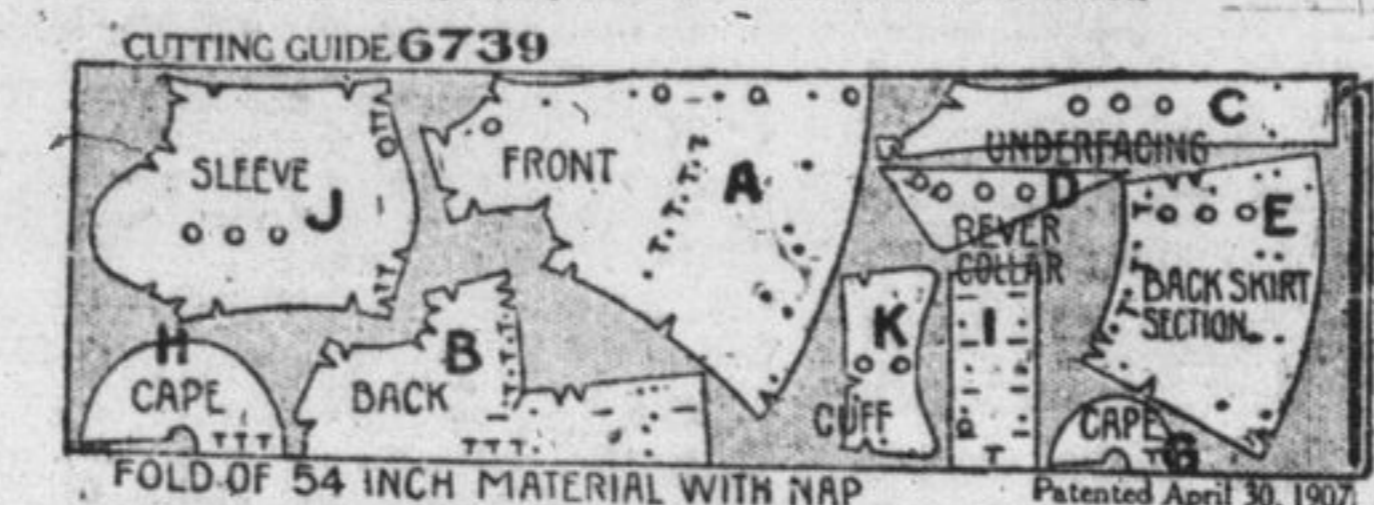 CUTTING GUIDE 6739
SLEEVE
J
FRONT
A
C
UNDERFACING
D
REVER
COLLAR
E
BACK SKIRT
SECTION
H
CAPE
B
BACK
K
CUFF
I
CAPE
G
FOLD OF 54 INCH MATERIAL WITH NAP
Patented April 30, 1907